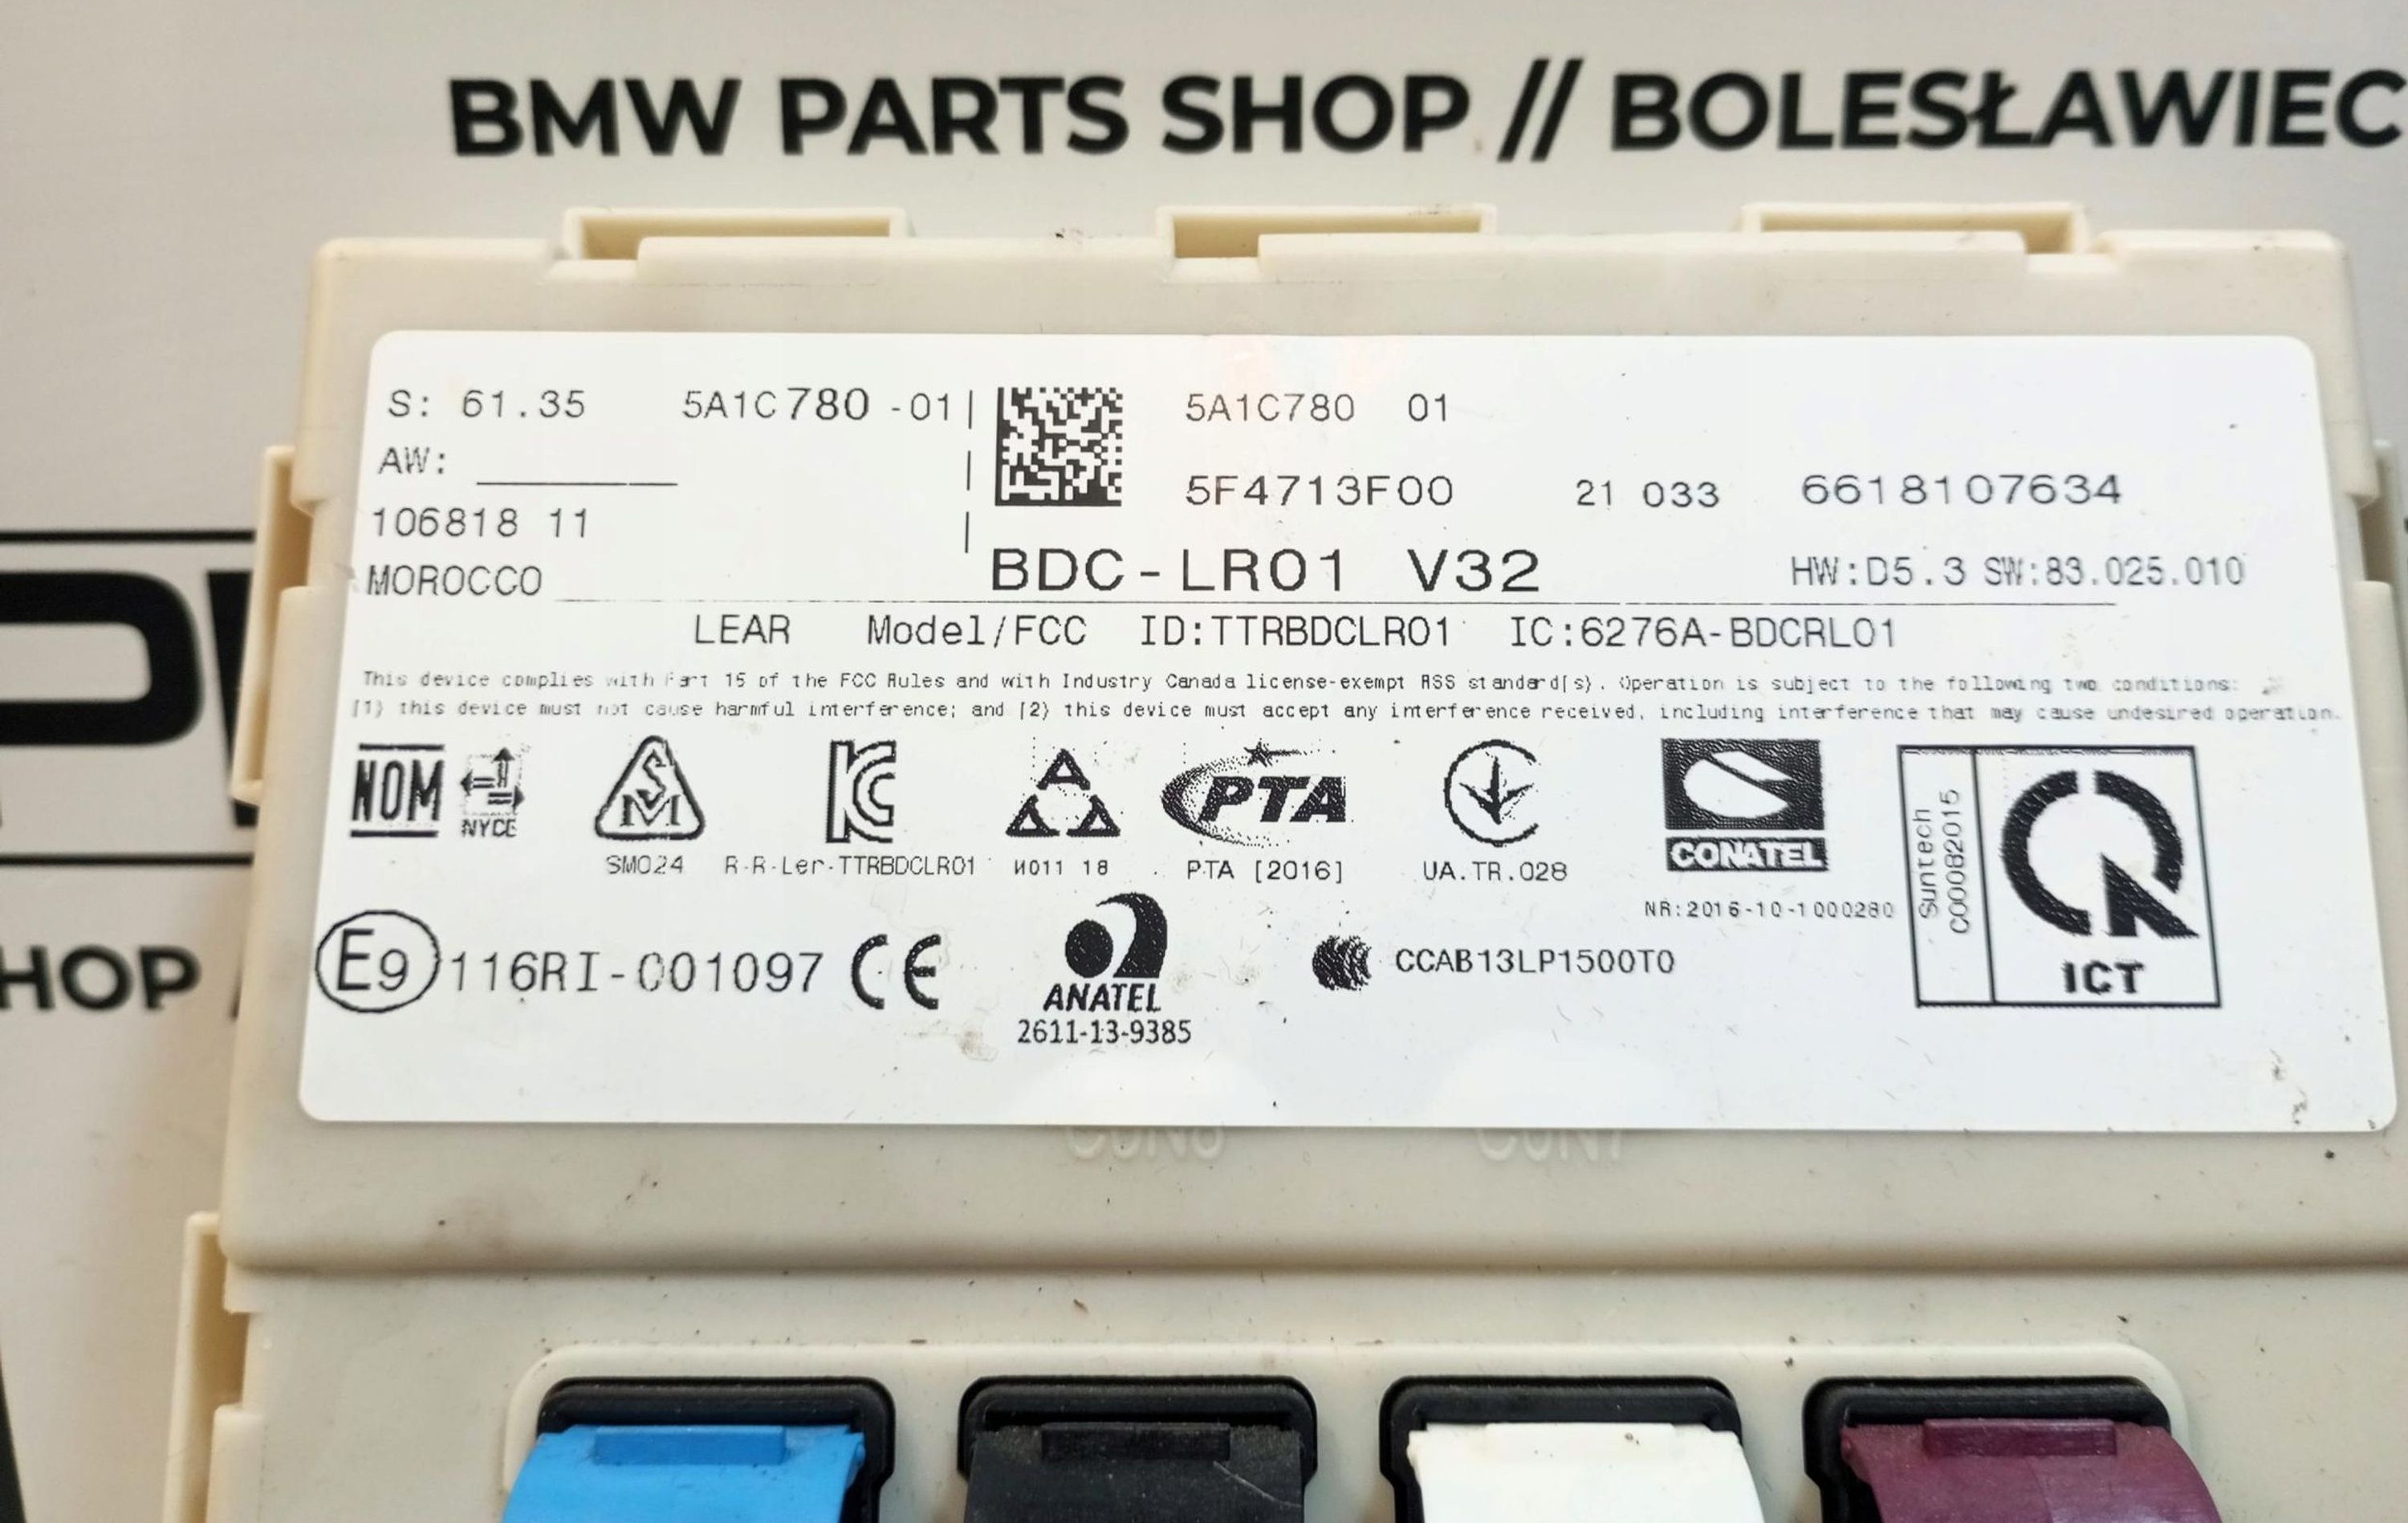 BMW PARTS SHOP // BOLESŁAWIEC
S: 61.35 5A1C780 -01
5A1C780 01
AW:
5F4713F00 21 033 6618107634
106818 11
MOROCCO
BDC-LR01 V32 HW:D5.3 SW:83.025.010
LEAR Model/FCC ID:TTRBDCLR01 IC:6276A-BDCRL01
This device complies with Part 15 of the FCC Rules and with Industry Canada license-exempt RSS standard(s). Operation is subject to the following two conditions:
(1) this device must not cause harmful interference; and (2) this device must accept any interference received, including interference that may cause undesired operation.
NOM NYCE
SM
KC
PTA
CONATEL
SM024 R-R-Ler-TTRBDCLR01 И011 18 PTA [2016] UA.TR.028
NR:2016-10-1000280
Suntech
C00082015
ICT
E9 116RI-001097 CE
ANATEL
2611-13-9385
CCAB13LP1500T0
CON6 CON7
HOP